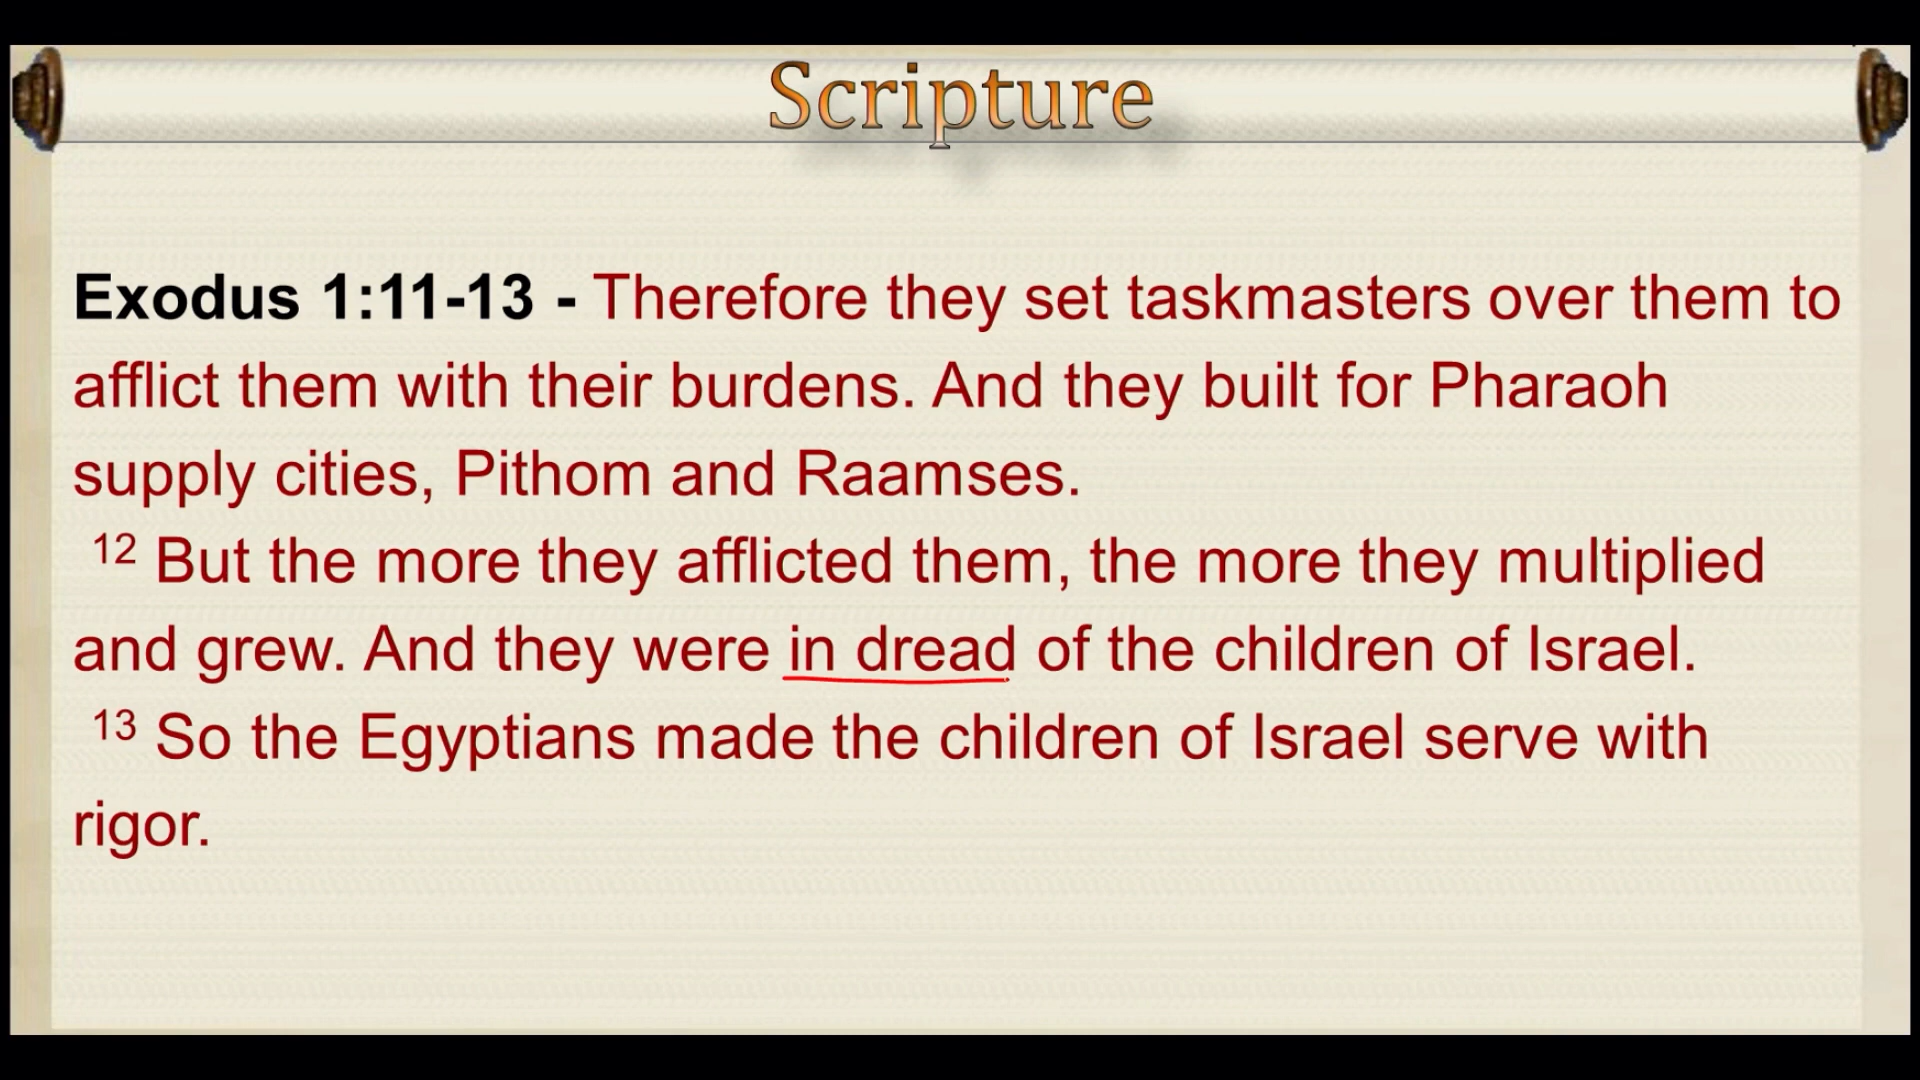 Scripture
Exodus 1:11-13 - Therefore they set taskmasters over them to
afflict them with their burdens. And they built for Pharaoh
supply cities, Pithom and Raamses.
12 But the more they afflicted them, the more they multiplied
and grew. And they were in dread of the children of Israel.
13 So the Egyptians made the children of Israel serve with
rigor.